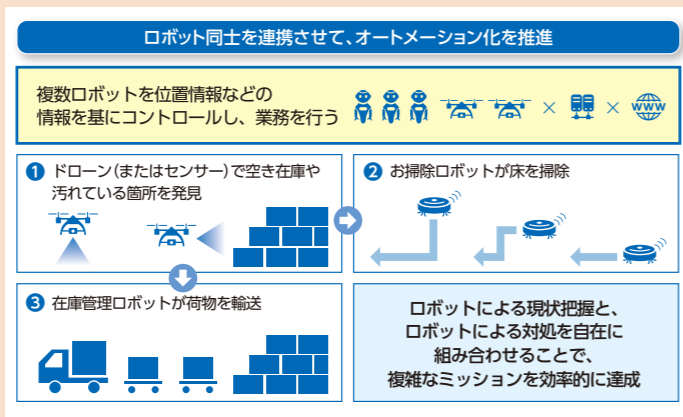 ロボット同士を連携させて、オートメーション化を推進
複数ロボットを位置情報などの
情報を基にコントロールし、業務を行う
× × WWW
❶ ドローン（またはセンサー）で空き在庫や
汚れている箇所を発見
❷ お掃除ロボットが床を掃除
❸ 在庫管理ロボットが荷物を輸送
ロボットによる現状把握と、
ロボットによる対処を自在に
組み合わせることで、
複雑なミッションを効率的に達成